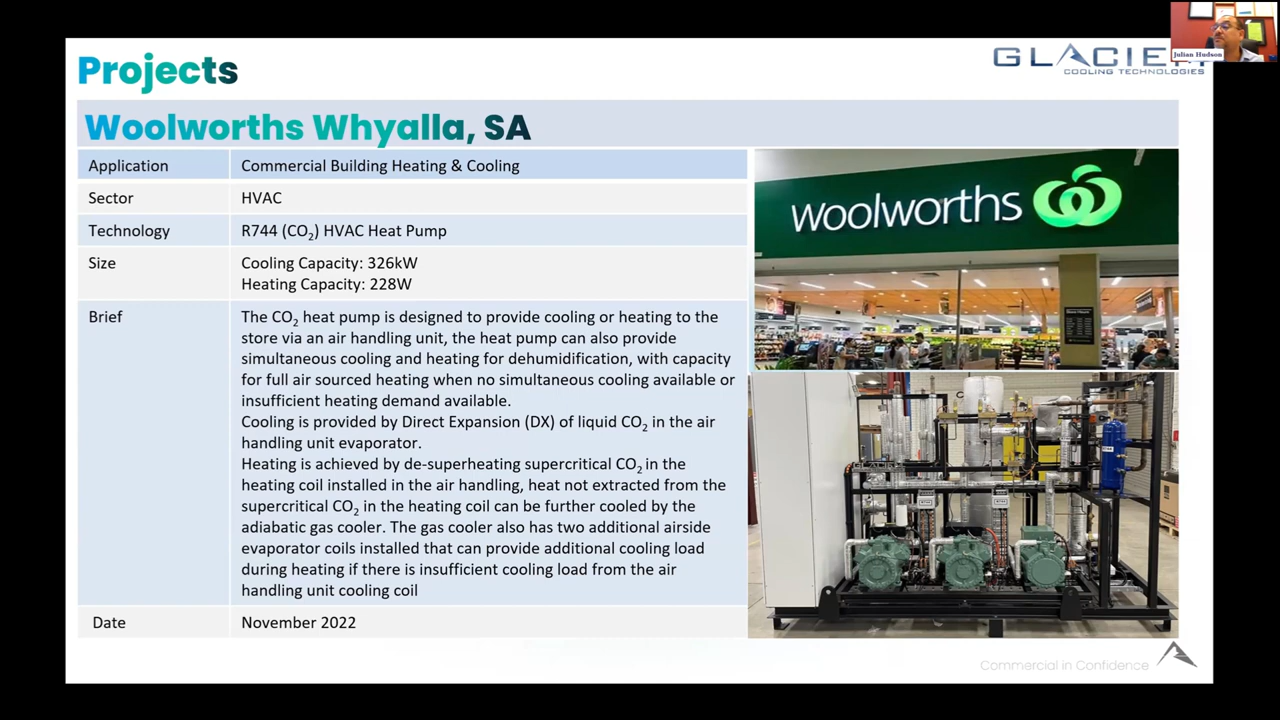 Projects
GLACIEM
COOLING TECHNOLOGIES
Julian Hudson
Woolworths Whyalla, SA
Application Commercial Building Heating & Cooling
Sector HVAC
Technology R744 (CO₂) HVAC Heat Pump
Size Cooling Capacity: 326kW
Heating Capacity: 228W
Brief The CO₂ heat pump is designed to provide cooling or heating to the
store via an air handling unit, the heat pump can also provide
simultaneous cooling and heating for dehumidification, with capacity
for full air sourced heating when no simultaneous cooling available or
insufficient heating demand available.
Cooling is provided by Direct Expansion (DX) of liquid CO₂ in the air
handling unit evaporator.
Heating is achieved by de-superheating supercritical CO₂ in the
heating coil installed in the air handling, heat not extracted from the
supercritical CO₂ in the heating coil can be further cooled by the
adiabatic gas cooler. The gas cooler also has two additional airside
evaporator coils installed that can provide additional cooling load
during heating if there is insufficient cooling load from the air
handling unit cooling coil
Date November 2022
woolworths
Commercial in Confidence